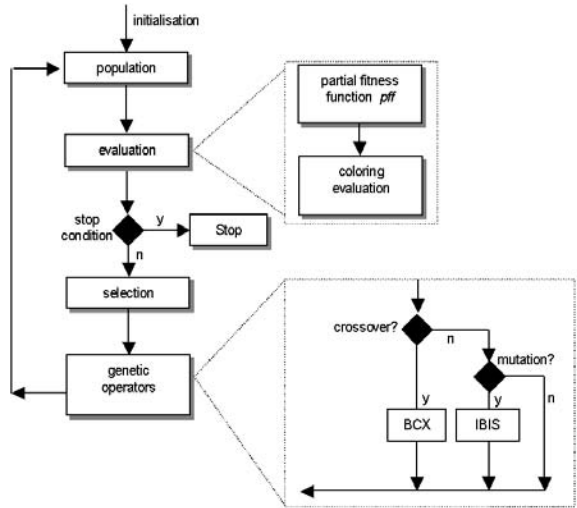 initialisation
population
evaluation
stop
condition
y
Stop
n
selection
genetic
operators
partial fitness
function pff
coloring
evaluation
crossover?
n
mutation?
y
y
n
BCX
IBIS